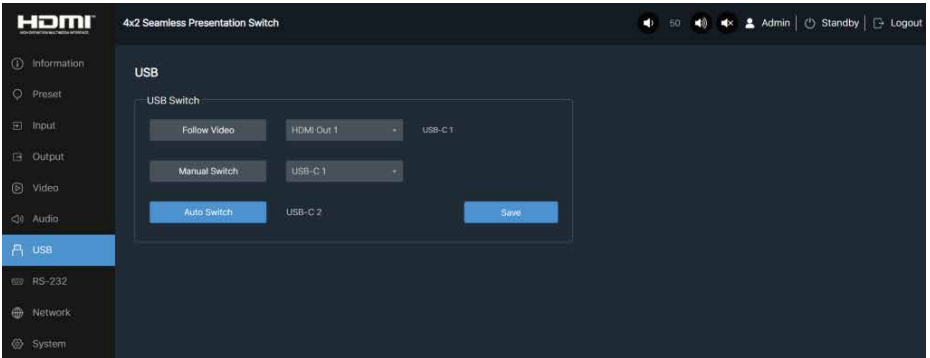 HDMI
HIGH-DEFINITION MULTIMEDIA INTERFACE
4x2 Seamless Presentation Switch
50
Admin
Standby
Logout
Information
Preset
Input
Output
Video
Audio
USB
RS-232
Network
System
USB
USB Switch
Follow Video
HDMI Out 1
USB-C 1
Manual Switch
USB-C 1
Auto Switch
USB-C 2
Save